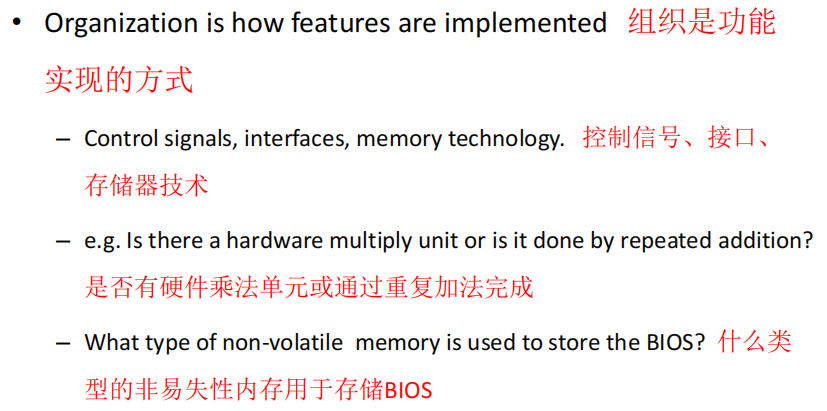 • Organization is how features are implemented 组织是功能
实现的方式
– Control signals, interfaces, memory technology. 控制信号、接口、
存储器技术
– e.g. Is there a hardware multiply unit or is it done by repeated addition?
是否有硬件乘法单元或通过重复加法完成
– What type of non-volatile memory is used to store the BIOS? 什么类
型的非易失性内存用于存储BIOS